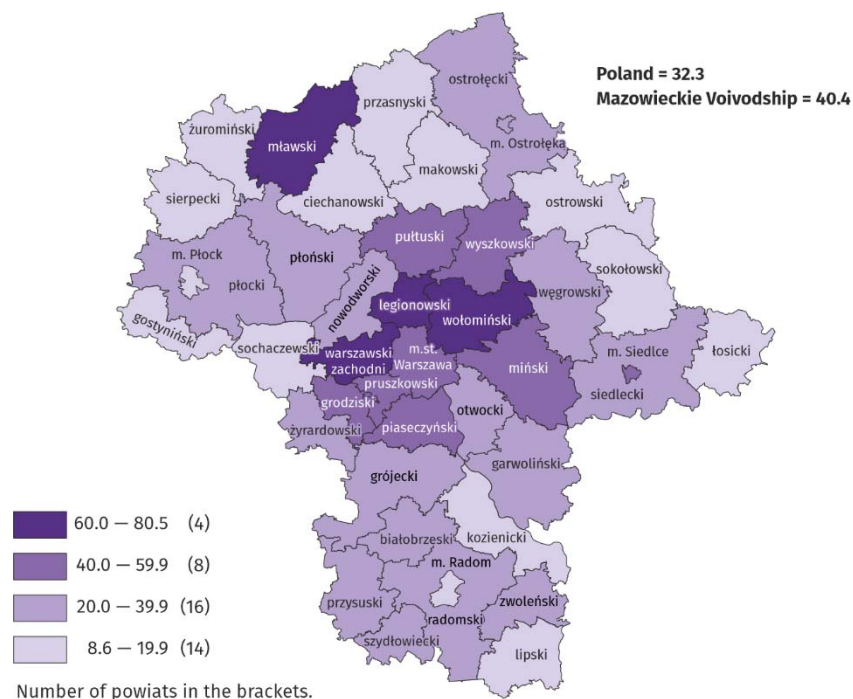 Poland = 32.3
Mazowieckie Voivodship = 40.4
ostrołęcki
przasnyski
żuromiński
mławski
m. Ostrołęka
makowski
sierpecki
ciechanowski
ostrowski
pułtuski
wyszkowski
m. Płock
płoński
sokołowski
płocki
nowodworski
węgrowski
legionowski
wołomiński
gostyniński
sochaczewski
warszawski
zachodni
m.st.
Warszawa
m. Siedlce
łosicki
miński
pruszkowski
siedlecki
grodziski
otwocki
żyrardowski
piaseczyński
garwoliński
grójecki
kozienicki
białobrzeski
m. Radom
przysuski
zwoleński
radomski
szydłowiecki
lipski
60.0 — 80.5 (4)
40.0 — 59.9 (8)
20.0 — 39.9 (16)
8.6 — 19.9 (14)
Number of powiats in the brackets.